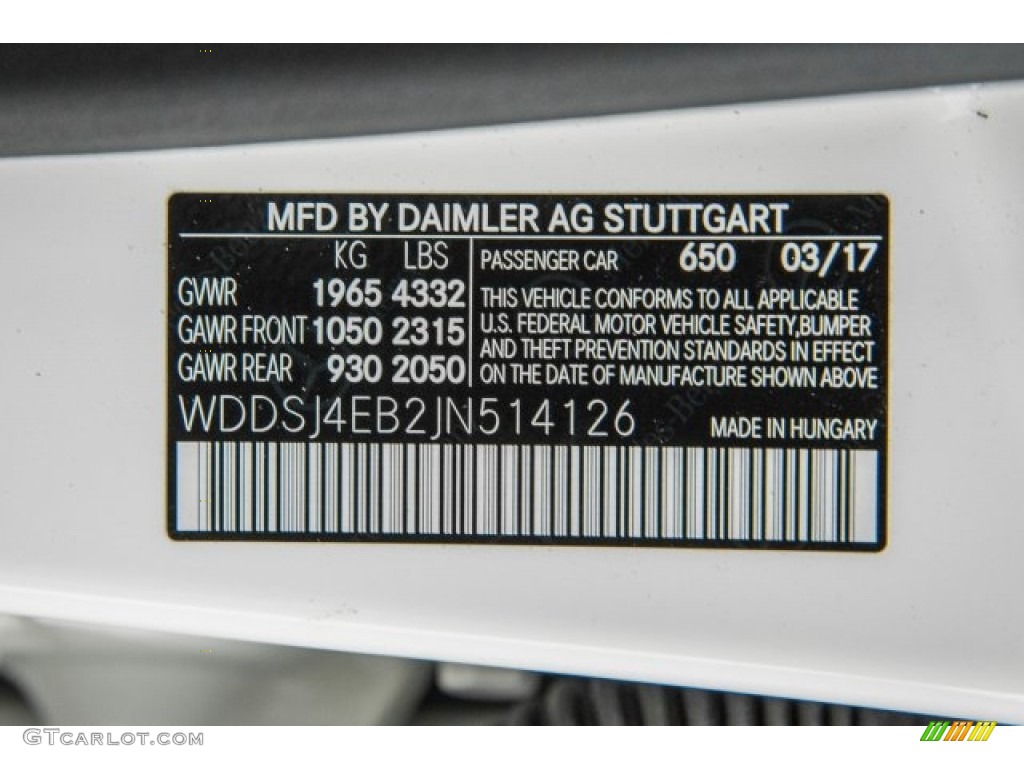 MFD BY DAIMLER AG STUTTGART
KG LBS
GVWR 1965 4332
GAWR FRONT 1050 2315
GAWR REAR 930 2050
PASSENGER CAR 650 03/17
THIS VEHICLE CONFORMS TO ALL APPLICABLE
U.S. FEDERAL MOTOR VEHICLE SAFETY,BUMPER
AND THEFT PREVENTION STANDARDS IN EFFECT
ON THE DATE OF MANUFACTURE SHOWN ABOVE
WDDSJ4EB2JN514126
MADE IN HUNGARY
GTCARLOT.COM